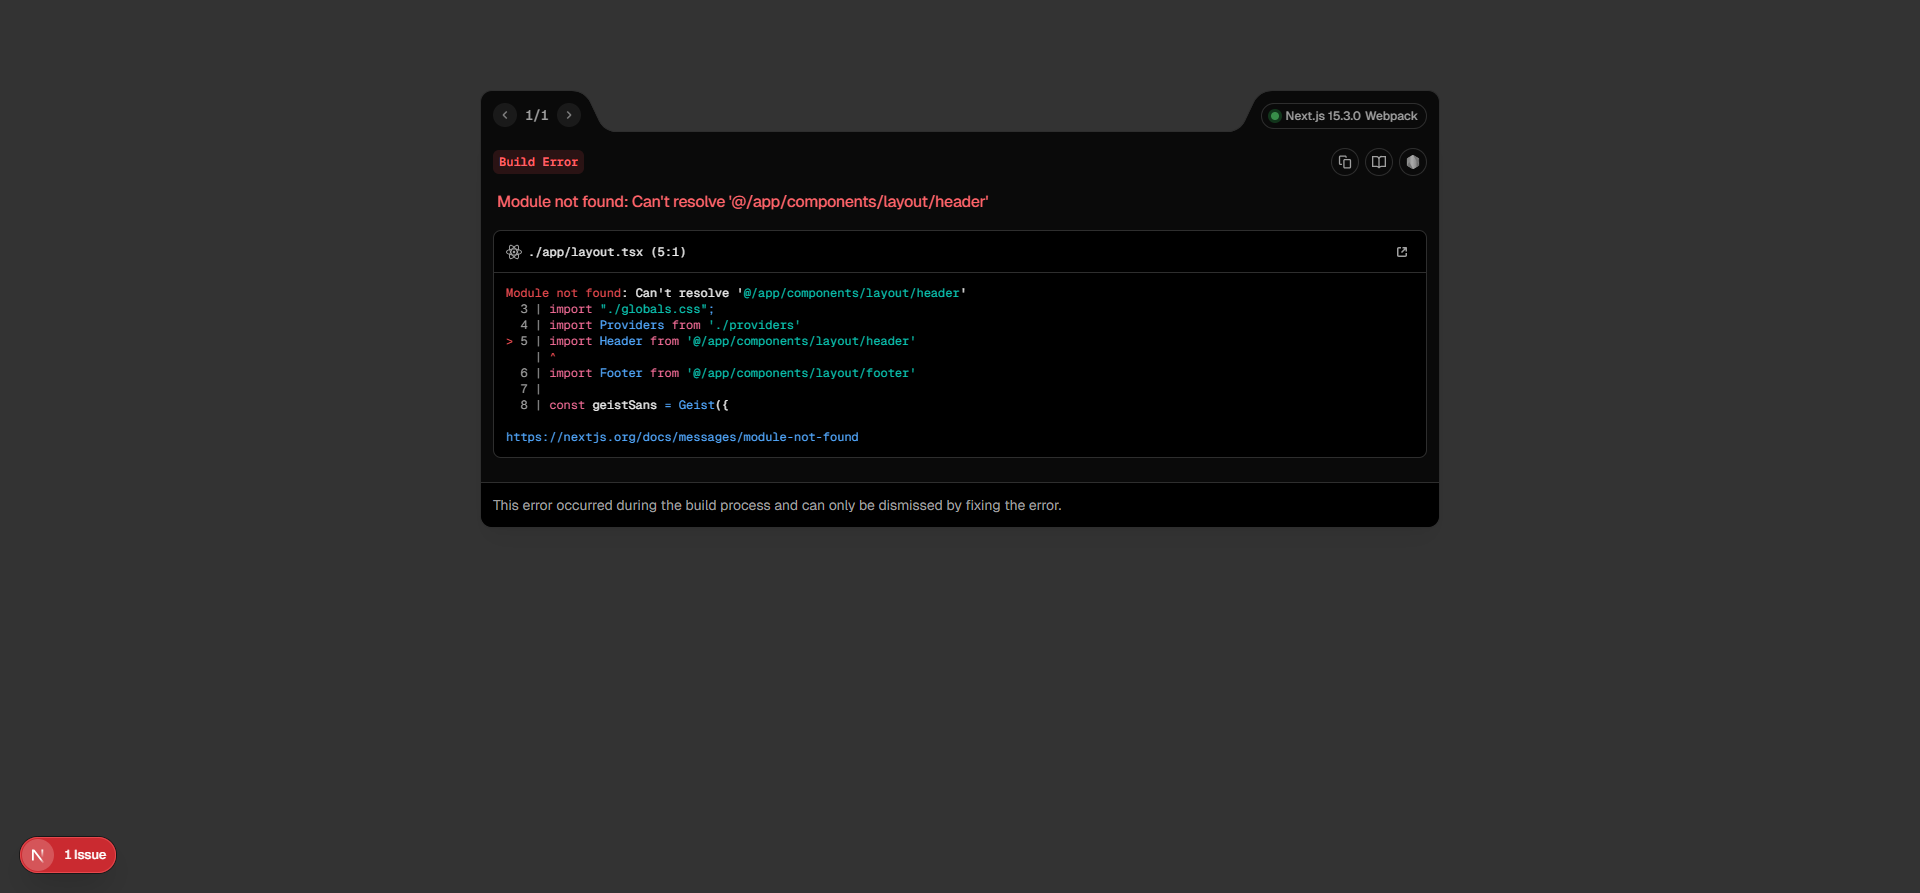 1/1
Next.js 15.3.0 Webpack
Build Error
Module not found: Can't resolve '@/app/components/layout/header'
./app/layout.tsx (5:1)
Module not found: Can't resolve '@/app/components/layout/header'
3 | import "./globals.css";
4 | import Providers from './providers'
> 5 | import Header from '@/app/components/layout/header'
| ^
6 | import Footer from '@/app/components/layout/footer'
7 |
8 | const geistSans = Geist({
https://nextjs.org/docs/messages/module-not-found
This error occurred during the build process and can only be dismissed by fixing the error.
N 1 Issue